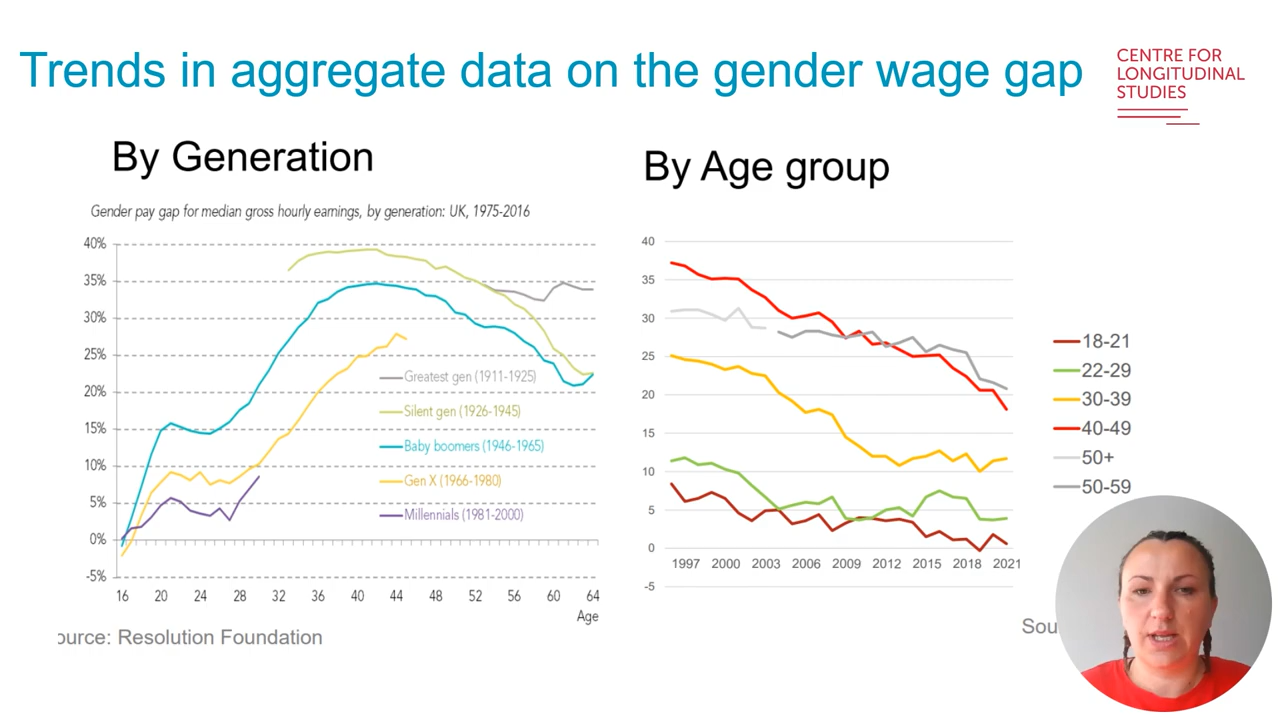 Trends in aggregate data on the gender wage gap
CENTRE FOR
LONGITUDINAL
STUDIES
By Generation
Gender pay gap for median gross hourly earnings, by generation: UK, 1975-2016
40%
35%
30%
25%
20%
15%
10%
5%
0%
-5%
Greatest gen (1911-1925)
Silent gen (1926-1945)
Baby boomers (1946-1965)
Gen X (1966-1980)
Millennials (1981-2000)
16 20 24 28 32 36 40 44 48 52 56 60 64
Age
ource: Resolution Foundation
By Age group
40
35
30
25
20
15
10
5
0
-5
1997 2000 2003 2006 2009 2012 2015 2018 2021
18-21
22-29
30-39
40-49
50+
50-59
Sou